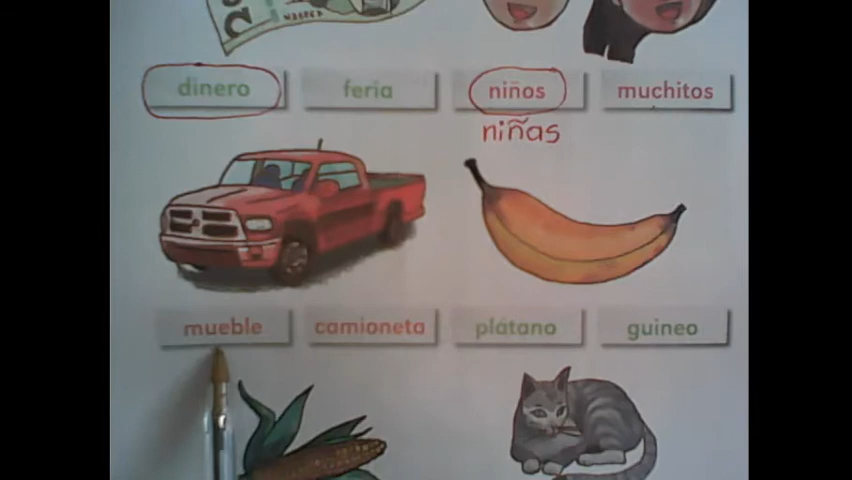 dinero feria niños muchitos
niñas
mueble camioneta plátano guineo